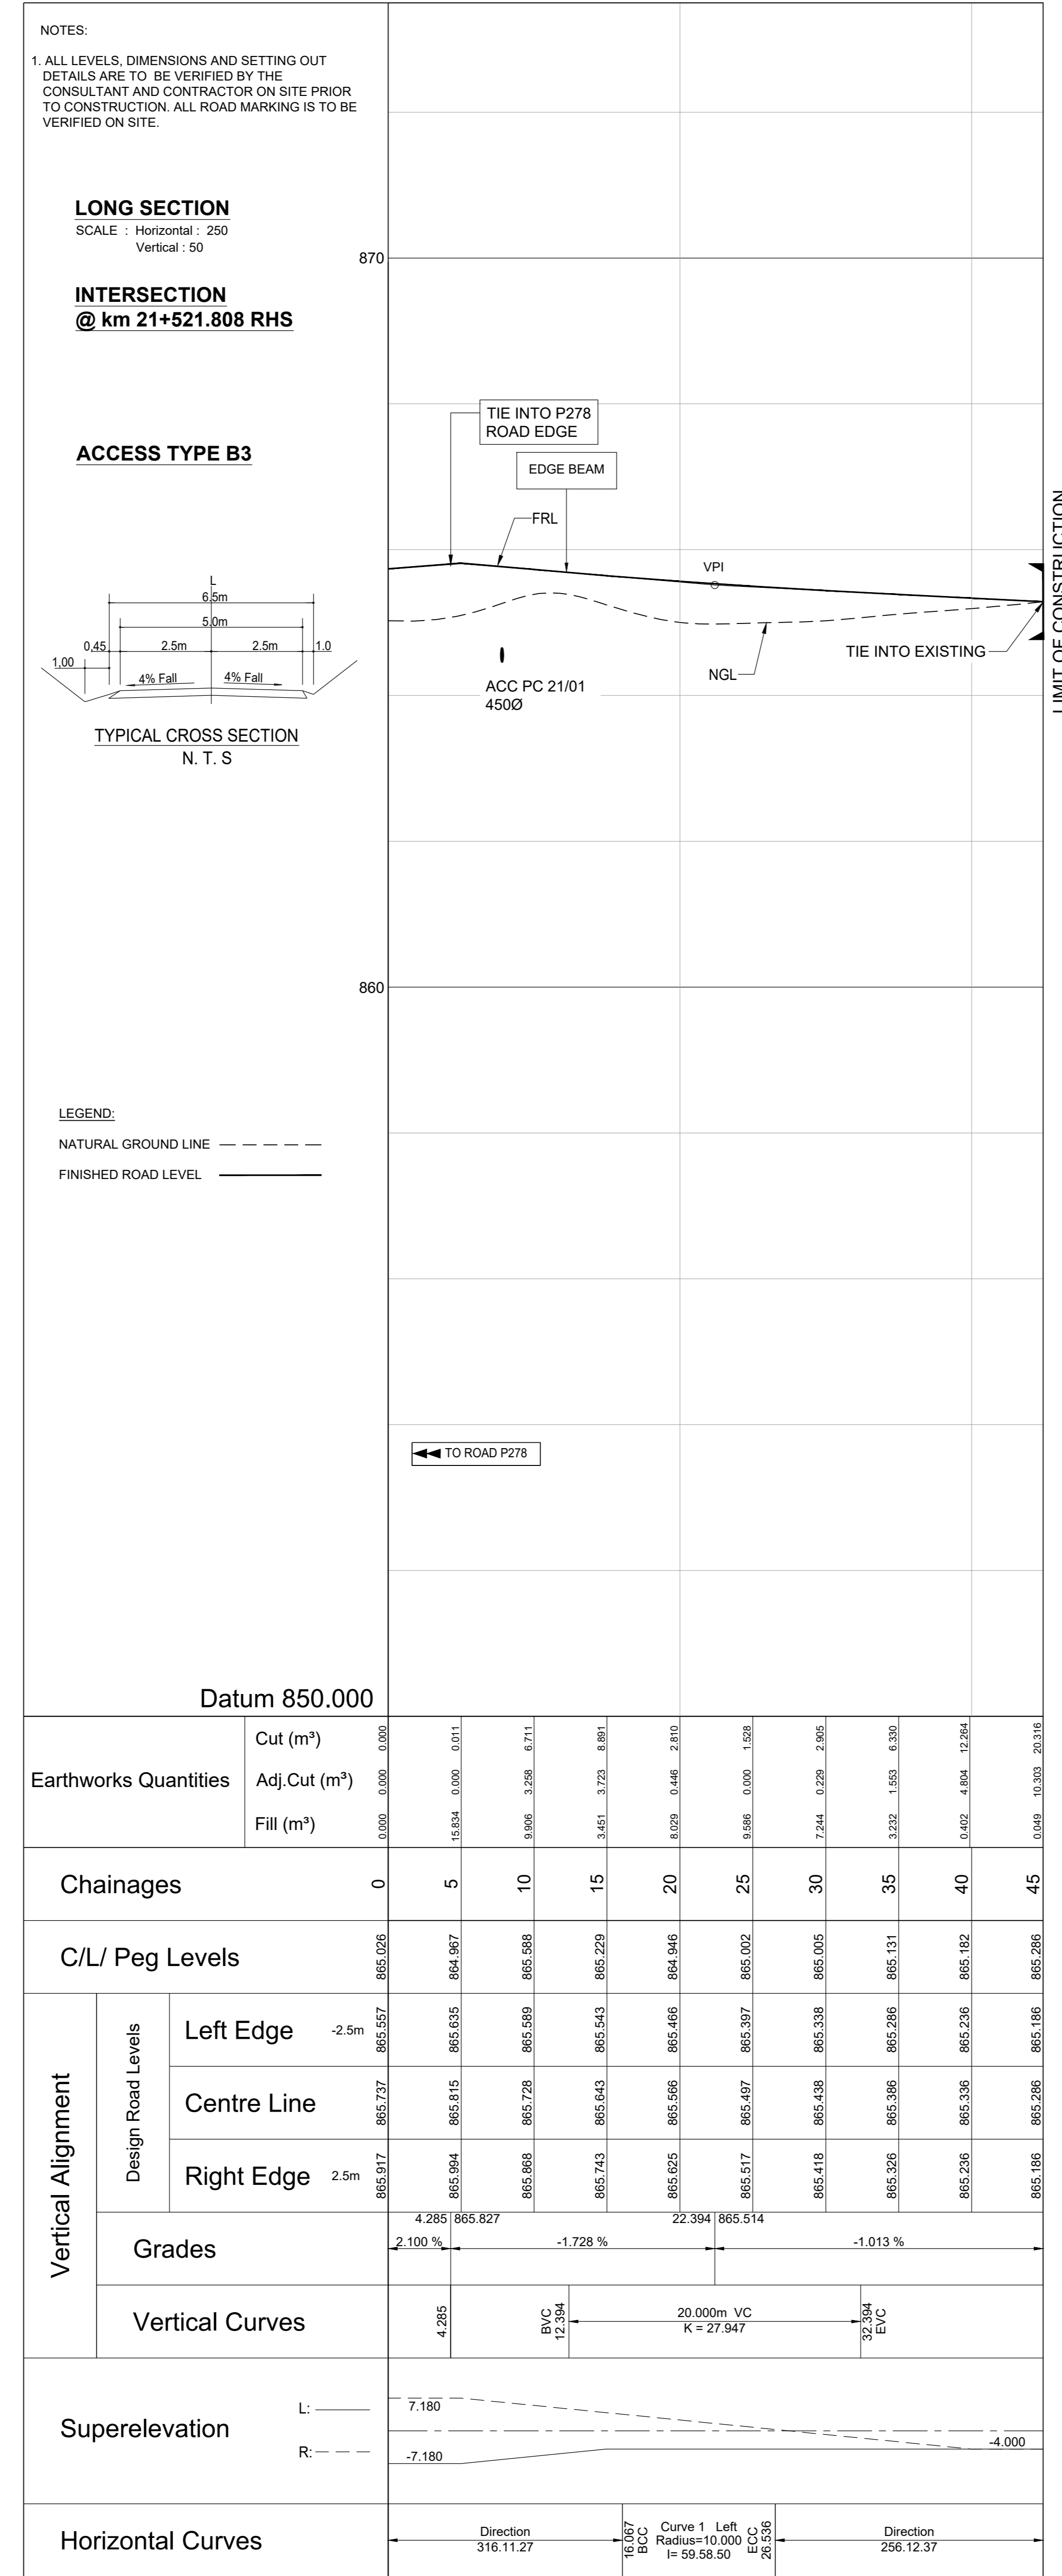 NOTES:
1. ALL LEVELS, DIMENSIONS AND SETTING OUT
DETAILS ARE TO BE VERIFIED BY THE
CONSULTANT AND CONTRACTOR ON SITE PRIOR
TO CONSTRUCTION. ALL ROAD MARKING IS TO BE
VERIFIED ON SITE.
LONG SECTION
SCALE : Horizontal : 250
Vertical : 50
INTERSECTION
@ km 21+521.808 RHS
ACCESS TYPE B3
L
6.5m
5.0m
0,45 2.5m 2.5m 1.0
1,00
4% Fall 4% Fall
TYPICAL CROSS SECTION
N. T. S
LEGEND:
NATURAL GROUND LINE
FINISHED ROAD LEVEL
870
860
TIE INTO P278
ROAD EDGE
EDGE BEAM
FRL
VPI
TIE INTO EXISTING
NGL
ACC PC 21/01
450Ø
LIMIT OF CONSTRUCTION
TO ROAD P278
Datum 850.000
Earthworks Quantities
Cut (m³) 0.000 0.011 6.711 8.891 2.810 1.528 2.905 6.330 12.264 20.316
Adj.Cut (m³) 0.000 0.000 3.258 3.723 0.446 0.000 0.229 1.553 4.804 10.303
Fill (m³) 0.000 15.834 9.906 3.451 8.029 9.586 7.244 3.232 0.402 0.049
Chainages 0 5 10 15 20 25 30 35 40 45
C/L/ Peg Levels 865.026 864.967 865.588 865.229 864.946 865.002 865.005 865.131 865.182 865.286
Vertical Alignment
Design Road Levels
Left Edge -2.5m 865.557 865.635 865.589 865.543 865.466 865.397 865.338 865.286 865.236 865.186
Centre Line 865.737 865.815 865.728 865.643 865.566 865.497 865.438 865.386 865.336 865.286
Right Edge 2.5m 865.917 865.994 865.868 865.743 865.625 865.517 865.418 865.326 865.236 865.186
Grades
4.285 865.827 22.394 865.514
2.100 % -1.728 % -1.013 %
Vertical Curves
4.285
BVC
12.394
20.000m VC
K = 27.947
32.394
EVC
Superelevation
L:
R:
7.180
-7.180
-4.000
Horizontal Curves
Direction
316.11.27
16.067
BCC
Curve 1 Left
Radius=10.000
I= 59.58.50
ECC
26.536
Direction
256.12.37